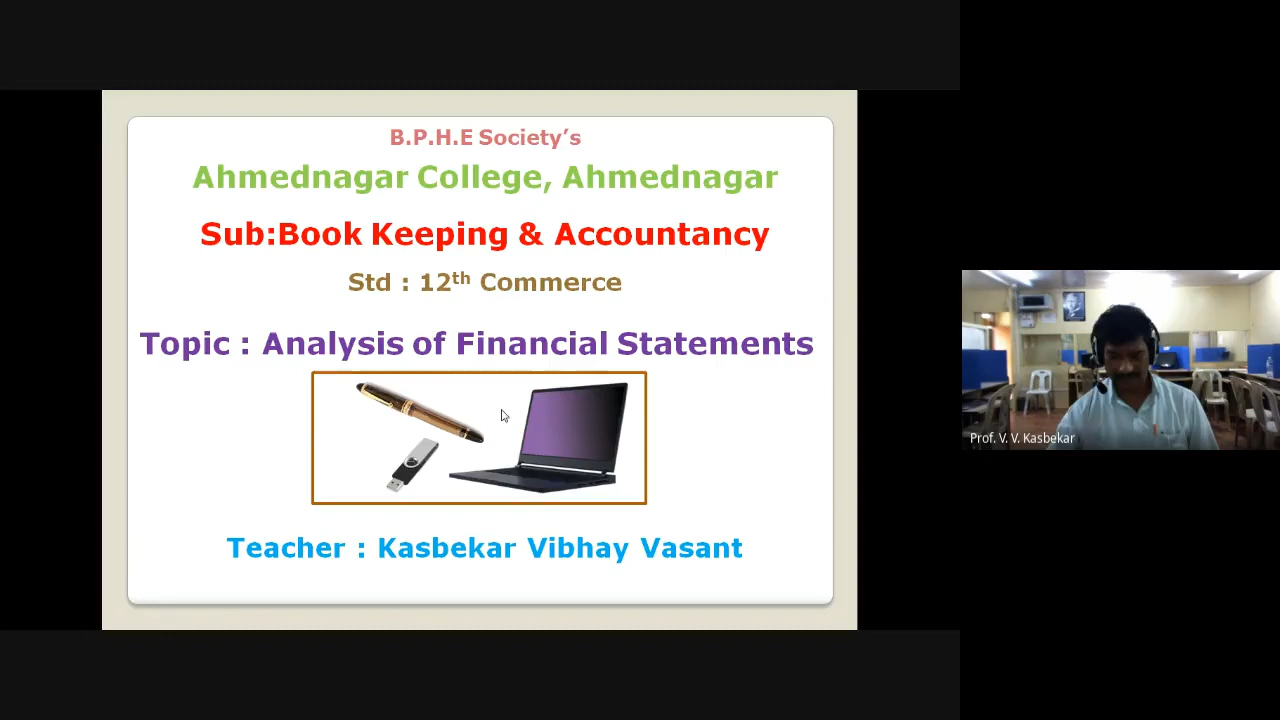 B.P.H.E Society’s
Ahmednagar College, Ahmednagar
Sub:Book Keeping & Accountancy
Std : 12th Commerce
Topic : Analysis of Financial Statements
Teacher : Kasbekar Vibhay Vasant
Prof. V. V. Kasbekar